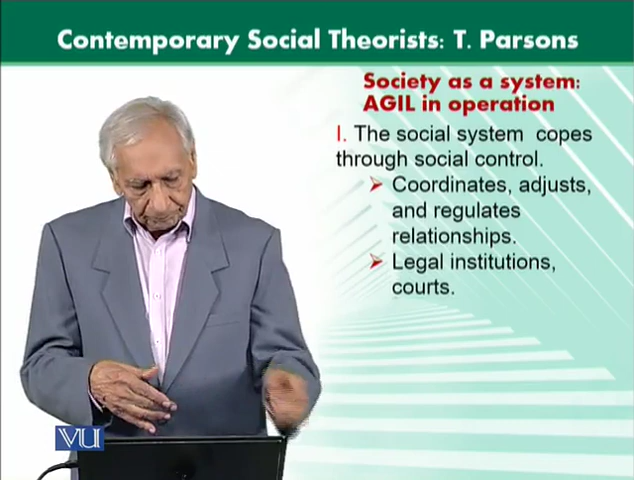 Contemporary Social Theorists: T. Parsons
Society as a system:
AGIL in operation
I. The social system copes
through social control.
Coordinates, adjusts,
and regulates
relationships.
Legal institutions,
courts.
VU